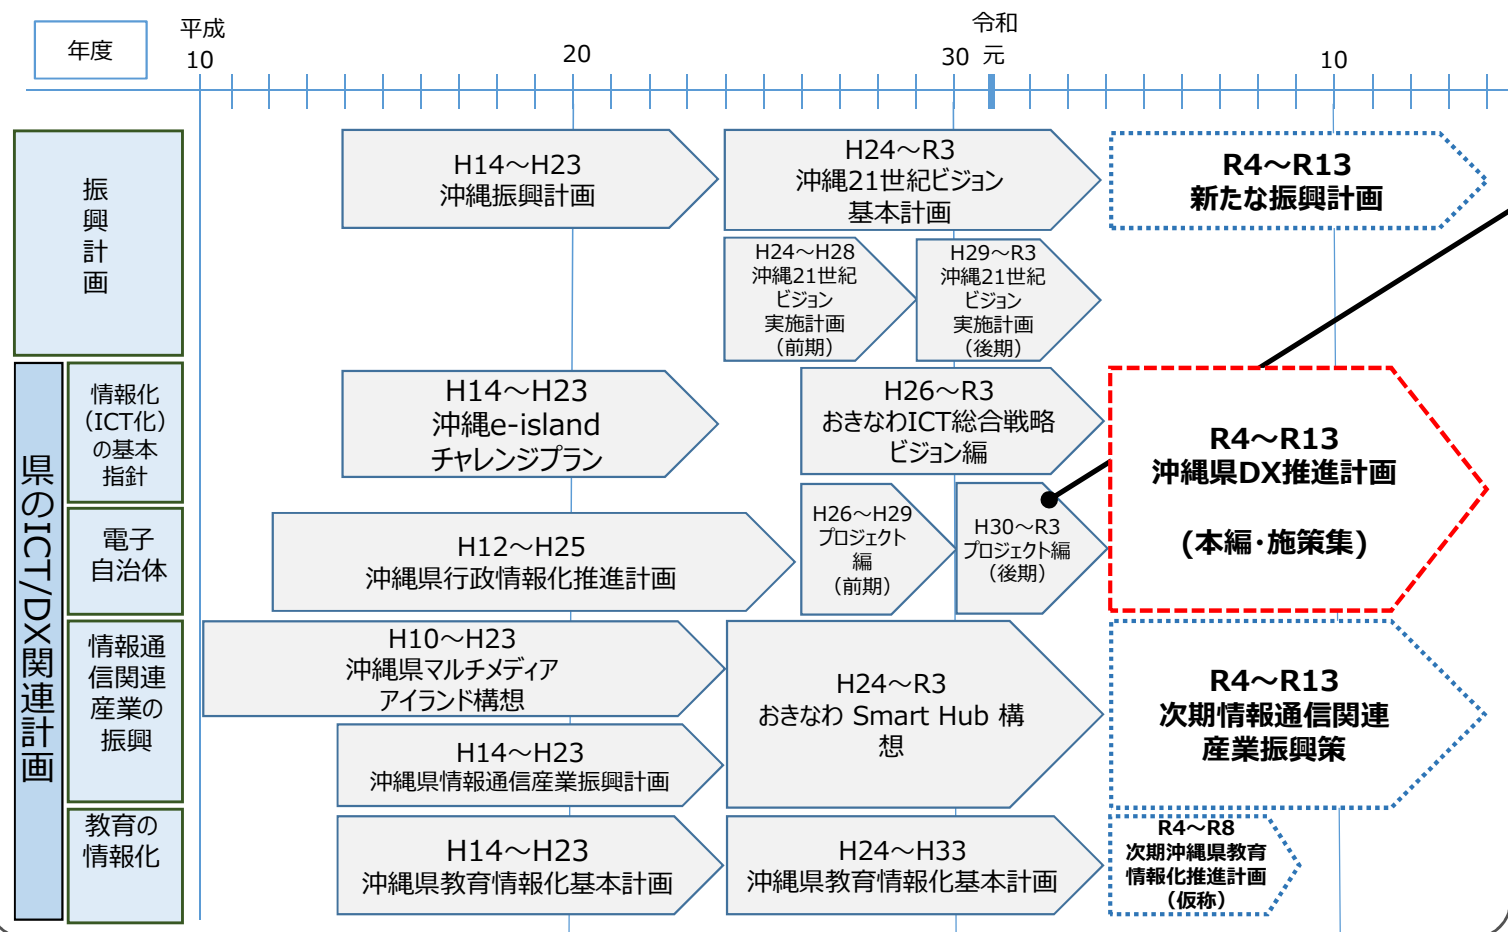 年度
平成
10
20
30
令和
元
10
振
興
計
画
H14～H23
沖縄振興計画
H24～R3
沖縄21世紀ビジョン
基本計画
R4～R13
新たな振興計画
H24～H28
沖縄21世紀
ビジョン
実施計画
（前期）
H29～R3
沖縄21世紀
ビジョン
実施計画
（後期）
県のICT/DX関連計画
情報化
（ICT化）
の基本
指針
H14～H23
沖縄e-island
チャレンジプラン
H26～R3
おきなわICT総合戦略
ビジョン編
R4～R13
沖縄県DX推進計画
(本編・施策集)
電子
自治体
H12～H25
沖縄県行政情報化推進計画
H26～H29
プロジェクト
編
（前期）
H30～R3
プロジェクト編
（後期）
情報通
信関連
産業の
振興
H10～H23
沖縄県マルチメディア
アイランド構想
H14～H23
沖縄県情報通信産業振興計画
H24～R3
おきなわ Smart Hub 構
想
R4～R13
次期情報通信関連
産業振興策
教育の
情報化
H14～H23
沖縄県教育情報化基本計画
H24～H33
沖縄県教育情報化基本計画
R4～R8
次期沖縄県教育
情報化推進計画
（仮称）